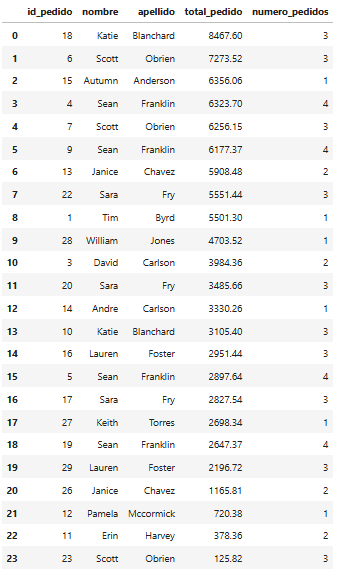 id_pedido nombre apellido total_pedido numero_pedidos
0 18 Katie Blanchard 8467.60 3
1 6 Scott Obrien 7273.52 3
2 15 Autumn Anderson 6356.06 1
3 4 Sean Franklin 6323.70 4
4 7 Scott Obrien 6256.15 3
5 9 Sean Franklin 6177.37 4
6 13 Janice Chavez 5908.48 2
7 22 Sara Fry 5551.44 3
8 1 Tim Byrd 5501.30 1
9 28 William Jones 4703.52 1
10 3 David Carlson 3984.36 2
11 20 Sara Fry 3485.66 3
12 14 Andre Carlson 3330.26 1
13 10 Katie Blanchard 3105.40 3
14 16 Lauren Foster 2951.44 3
15 5 Sean Franklin 2897.64 4
16 17 Sara Fry 2827.54 3
17 27 Keith Torres 2698.34 1
18 19 Sean Franklin 2647.37 4
19 29 Lauren Foster 2196.72 3
20 26 Janice Chavez 1165.81 2
21 12 Pamela Mccormick 720.38 1
22 11 Erin Harvey 378.36 2
23 23 Scott Obrien 125.82 3